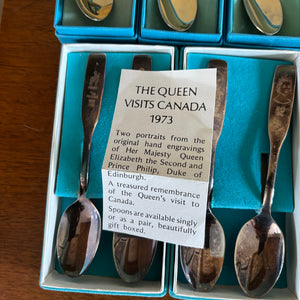 THE QUEEN
VISITS CANADA
1973
Two portraits from the
original hand engravings
of Her Majesty Queen
Elizabeth the Second and
Prince Philip, Duke of
Edinburgh.
A treasured remembrance
of the Queen's visit to
Canada.
Spoons are available singly
or as a pair, beautifully
gift boxed.